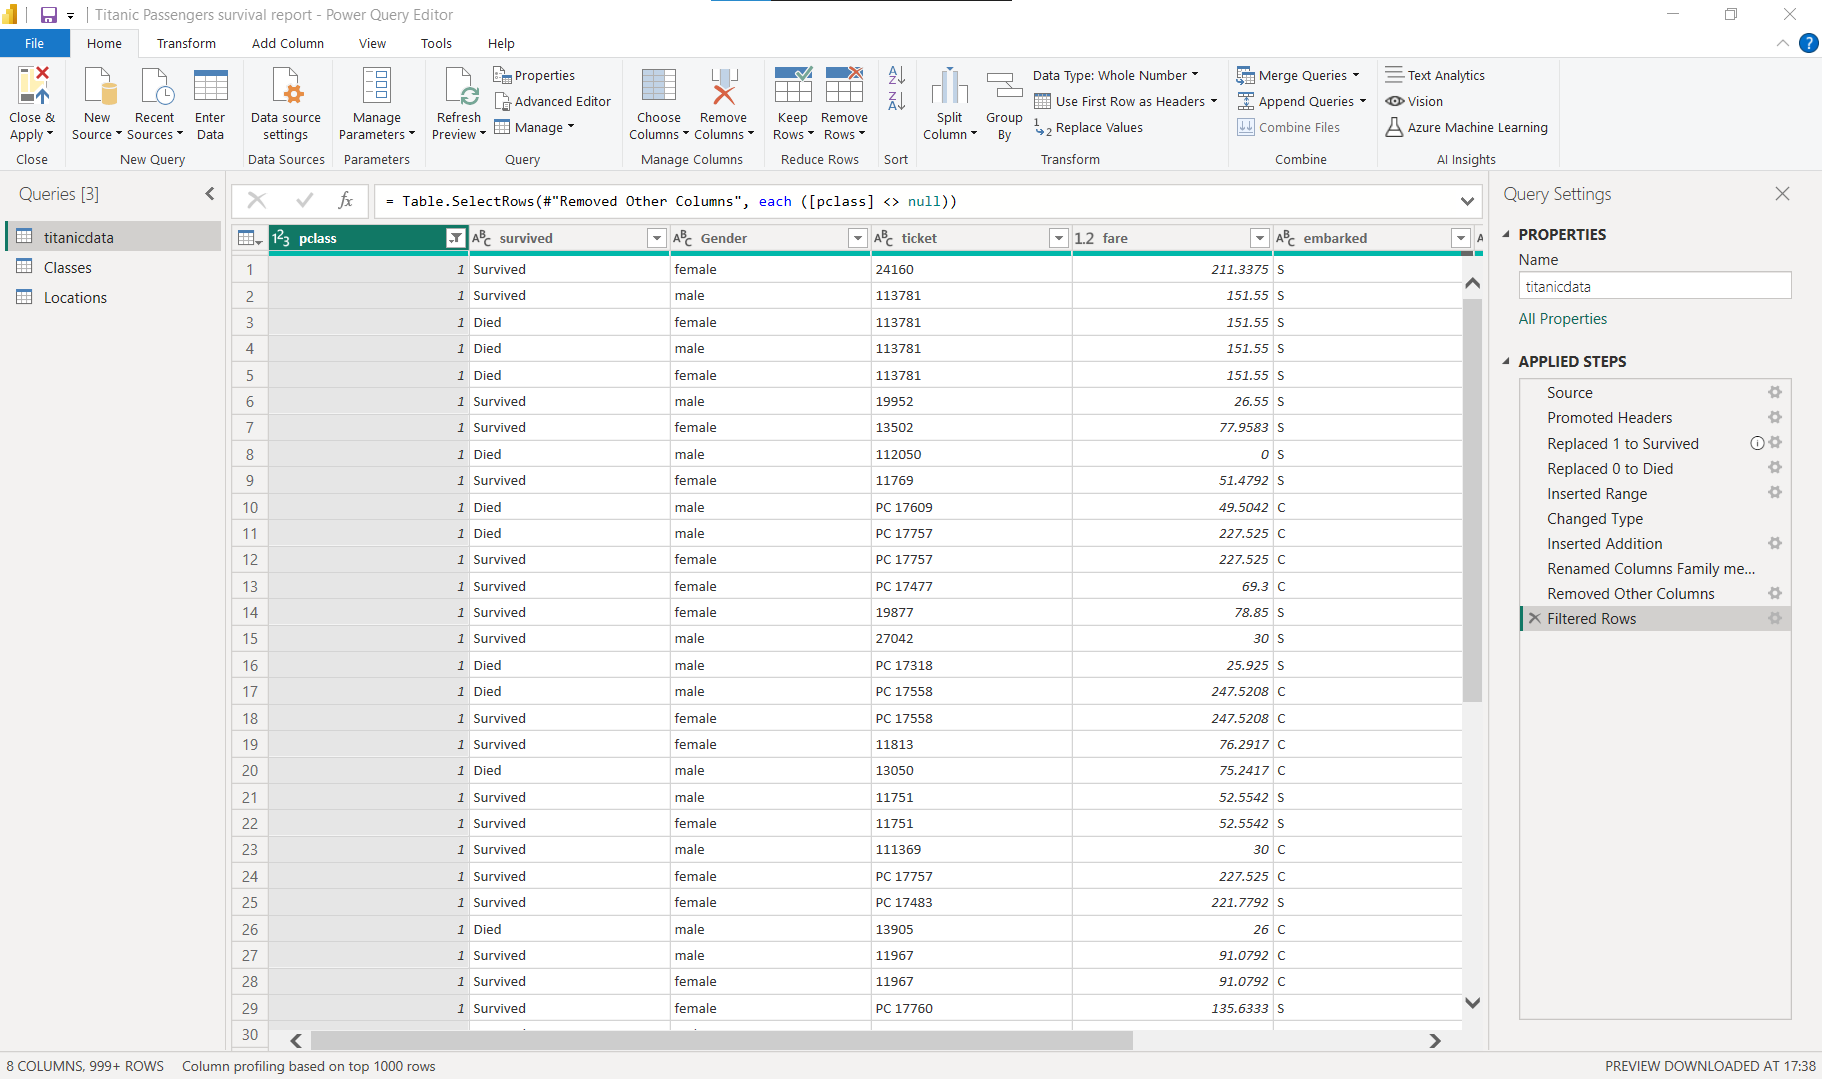 Titanic Passengers survival report - Power Query Editor
File Home Transform Add Column View Tools Help
Close & Apply
New Source
Recent Sources
Enter Data
Data source settings
Manage Parameters
Refresh Preview
Properties
Advanced Editor
Manage
Choose Columns
Remove Columns
Keep Rows
Remove Rows
Split Column
Group By
Data Type: Whole Number
Use First Row as Headers
Replace Values
Merge Queries
Append Queries
Combine Files
Text Analytics
Vision
Azure Machine Learning
Close New Query Data Sources Parameters Query Manage Columns Reduce Rows Sort Transform Combine AI Insights
Queries [3]
titanicdata
Classes
Locations
fx = Table.SelectRows(#"Removed Other Columns", each ([pclass] <> null))
123 pclass ABC survived ABC Gender ABC ticket 1.2 fare ABC embarked
1 1 Survived female 24160 211.3375 S
2 1 Survived male 113781 151.55 S
3 1 Died female 113781 151.55 S
4 1 Died male 113781 151.55 S
5 1 Died female 113781 151.55 S
6 1 Survived male 19952 26.55 S
7 1 Survived female 13502 77.9583 S
8 1 Died male 112050 0 S
9 1 Survived female 11769 51.4792 S
10 1 Died male PC 17609 49.5042 C
11 1 Died male PC 17757 227.525 C
12 1 Survived female PC 17757 227.525 C
13 1 Survived female PC 17477 69.3 C
14 1 Survived female 19877 78.85 S
15 1 Survived male 27042 30 S
16 1 Died male PC 17318 25.925 S
17 1 Died male PC 17558 247.5208 C
18 1 Survived female PC 17558 247.5208 C
19 1 Survived female 11813 76.2917 C
20 1 Died male 13050 75.2417 C
21 1 Survived male 11751 52.5542 S
22 1 Survived female 11751 52.5542 S
23 1 Survived male 111369 30 C
24 1 Survived female PC 17757 227.525 C
25 1 Survived female PC 17483 221.7792 S
26 1 Died male 13905 26 C
27 1 Survived male 11967 91.0792 C
28 1 Survived female 11967 91.0792 C
29 1 Survived female PC 17760 135.6333 S
30
Query Settings
PROPERTIES
Name
titanicdata
All Properties
APPLIED STEPS
Source
Promoted Headers
Replaced 1 to Survived
Replaced 0 to Died
Inserted Range
Changed Type
Inserted Addition
Renamed Columns Family me...
Removed Other Columns
Filtered Rows
8 COLUMNS, 999+ ROWS Column profiling based on top 1000 rows
PREVIEW DOWNLOADED AT 17:38